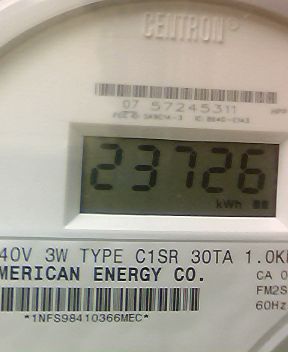 CENTRON®
07 57245311
23726
kWh
40V 3W TYPE C1SR 30TA 1.0K
MERICAN ENERGY CO.
CA 0
FM2S
60Hz
*1NFS98410366MEC*